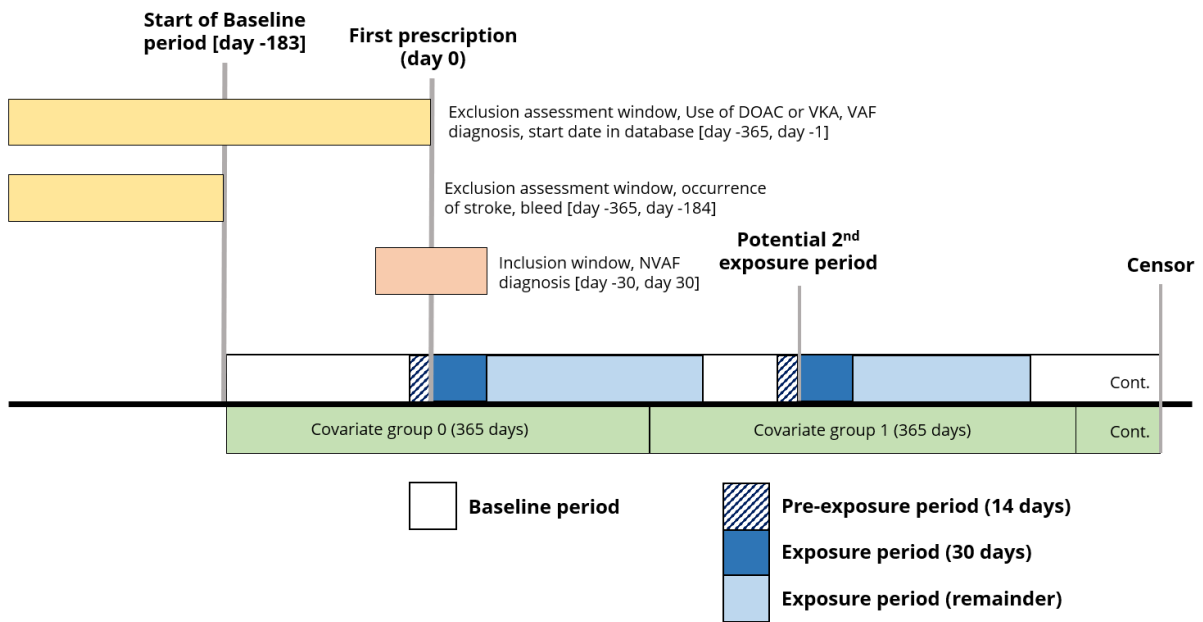 Start of Baseline
period [day -183]
First prescription
(day 0)
Exclusion assessment window, Use of DOAC or VKA, VAF
diagnosis, start date in database [day -365, day -1]
Exclusion assessment window, occurrence
of stroke, bleed [day -365, day -184]
Inclusion window, NVAF
diagnosis [day -30, day 30]
Potential 2nd
exposure period
Censor
Cont.
Covariate group 0 (365 days)
Covariate group 1 (365 days)
Cont.
Baseline period
Pre-exposure period (14 days)
Exposure period (30 days)
Exposure period (remainder)